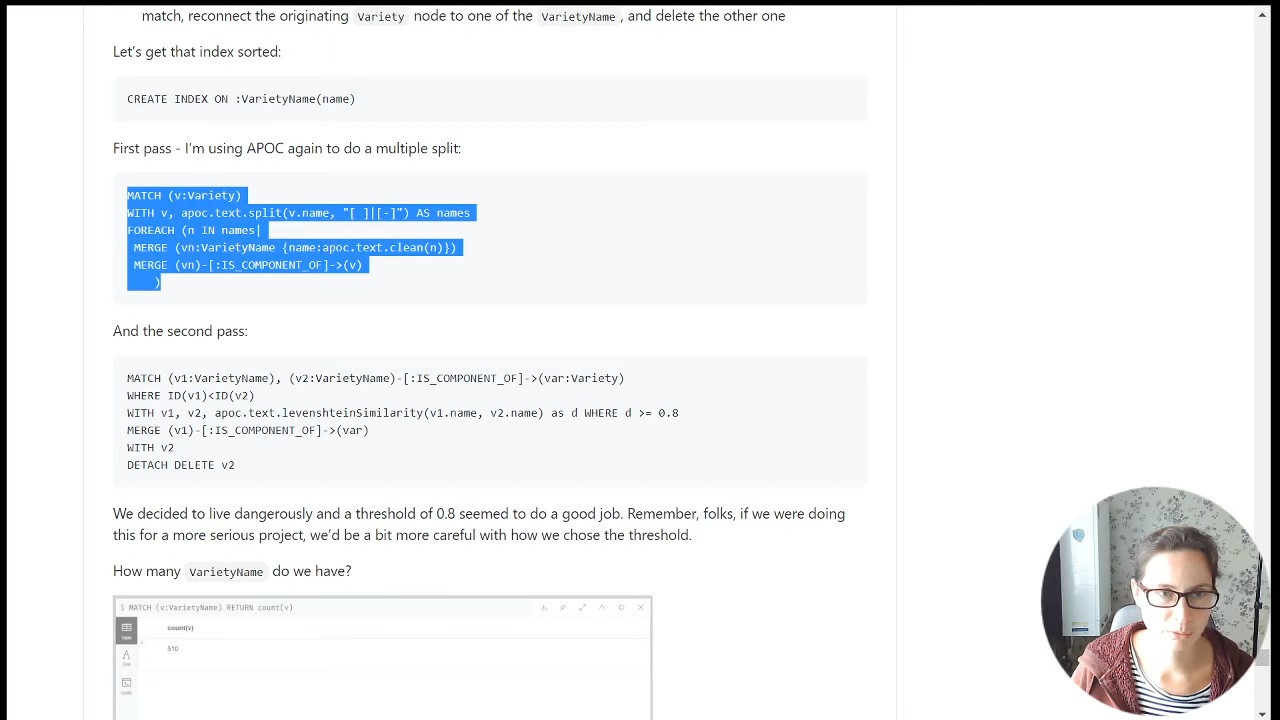 match, reconnect the originating Variety node to one of the VarietyName, and delete the other one
Let's get that index sorted:
CREATE INDEX ON :VarietyName(name)
First pass - I'm using APOC again to do a multiple split:
MATCH (v:Variety)
WITH v, apoc.text.split(v.name, "[ ]|[-]") AS names
FOREACH (n IN names|
MERGE (vn:VarietyName {name:apoc.text.clean(n)})
MERGE (vn)-[:IS_COMPONENT_OF]->(v)
)
And the second pass:
MATCH (v1:VarietyName), (v2:VarietyName)-[:IS_COMPONENT_OF]->(var:Variety)
WHERE ID(v1)<ID(v2)
WITH v1, v2, apoc.text.levenshteinSimilarity(v1.name, v2.name) as d WHERE d >= 0.8
MERGE (v1)-[:IS_COMPONENT_OF]->(var)
WITH v2
DETACH DELETE v2
We decided to live dangerously and a threshold of 0.8 seemed to do a good job. Remember, folks, if we were doing
this for a more serious project, we'd be a bit more careful with how we chose the threshold.
How many VarietyName do we have?
$ MATCH (v:VarietyName) RETURN count(v)
Table
count(v)
510
Text
Code